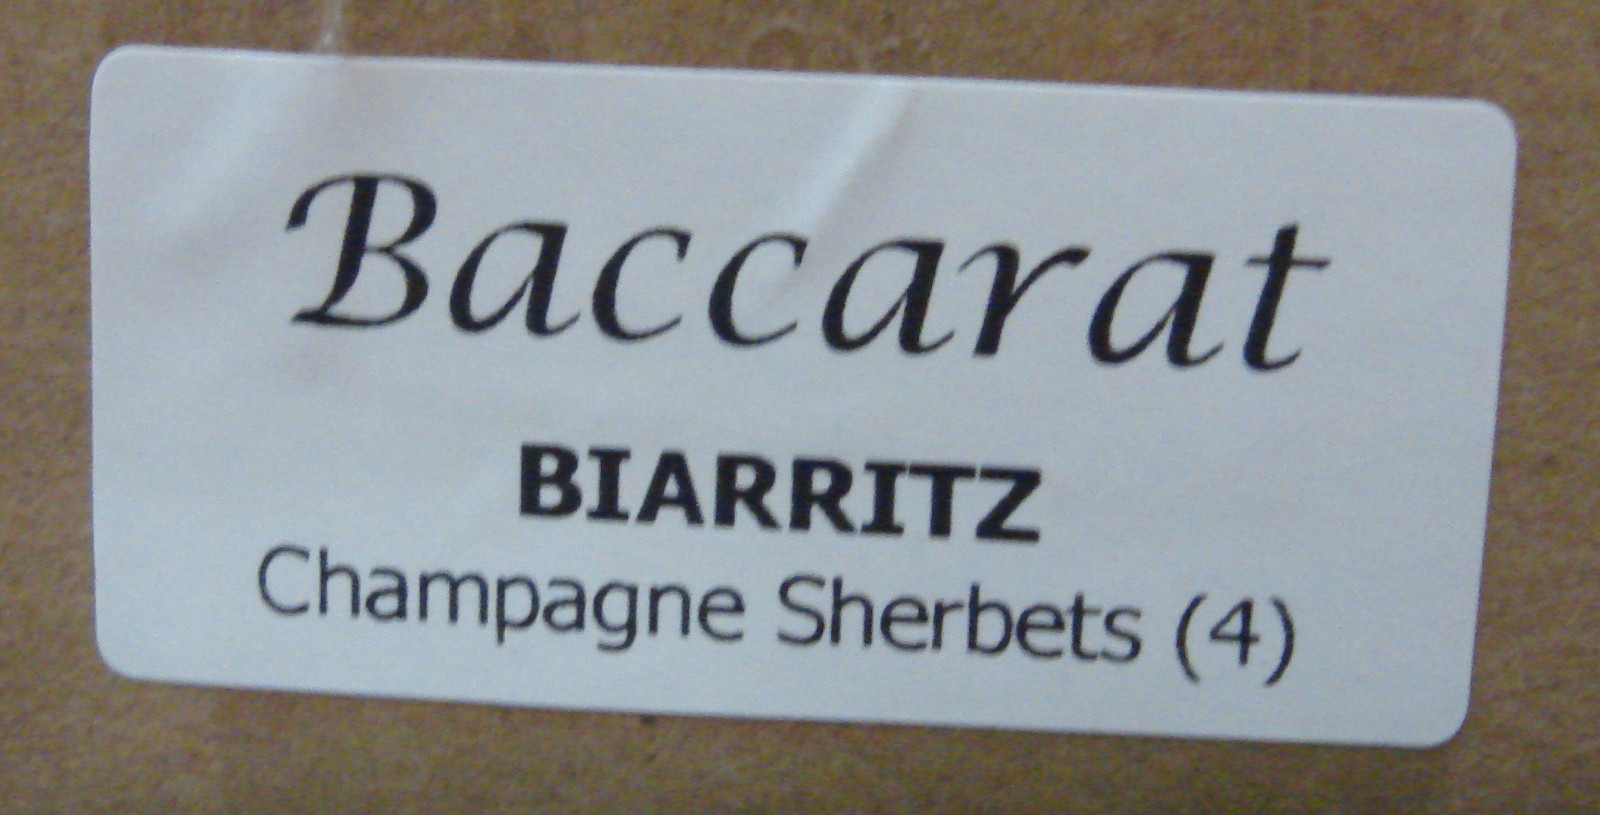 Baccarat
BIARRITZ
Champagne Sherbets (4)